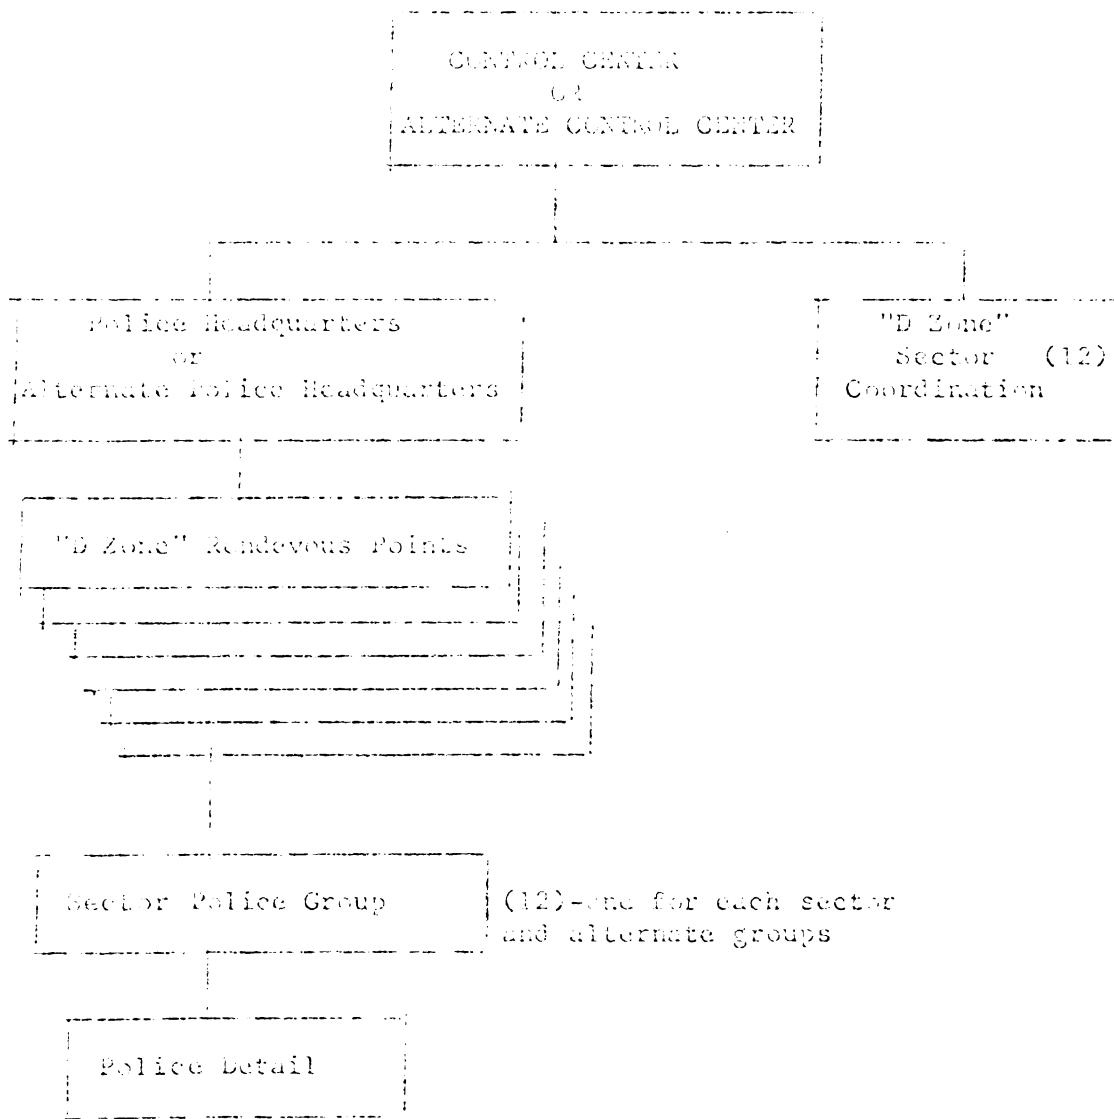 CONTROL CENTER
OR
ALTERNATE CONTROL CENTER
Police Headquarters
or
Alternate Police Headquarters
"D Zone"
Sector (12)
Coordination
"D Zone" Rendevous Points
Sector Police Group
(12)-one for each sector
and alternate groups
Police Detail